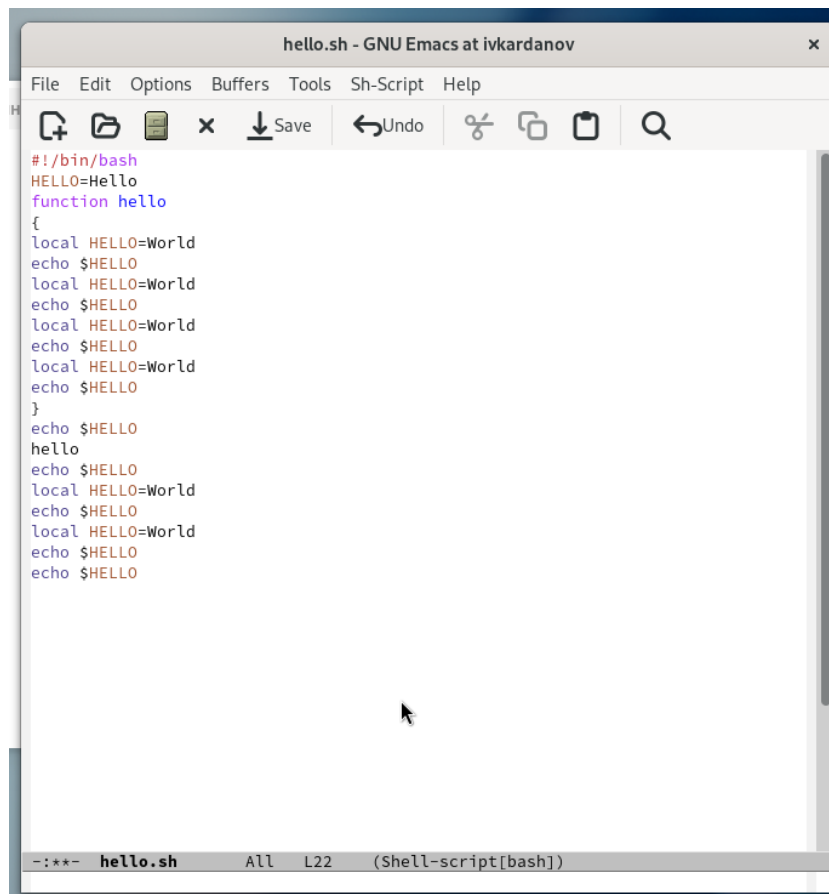 hello.sh - GNU Emacs at ivkardanov ×
File Edit Options Buffers Tools Sh-Script Help
Save Undo
H
#!/bin/bash
HELLO=Hello
function hello
{
local HELLO=World
echo $HELLO
local HELLO=World
echo $HELLO
local HELLO=World
echo $HELLO
local HELLO=World
echo $HELLO
}
echo $HELLO
hello
echo $HELLO
local HELLO=World
echo $HELLO
local HELLO=World
echo $HELLO
echo $HELLO
-:**- hello.sh All L22 (Shell-script[bash])